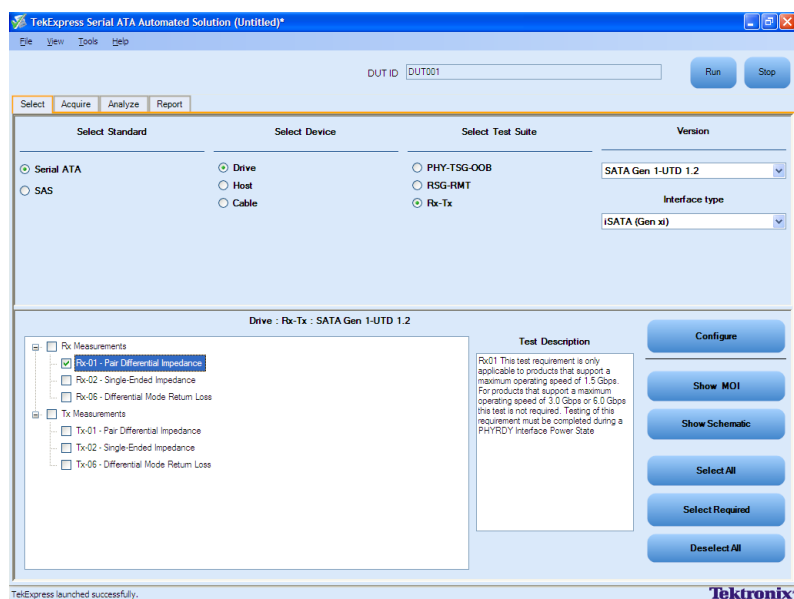 TekExpress Serial ATA Automated Solution (Untitled)*
File View Tools Help
DUT ID DUT001 Run Stop
Select Acquire Analyze Report
Select Standard Select Device Select Test Suite Version
Serial ATA Drive PHY-TSG-OOB SATA Gen 1-UTD 1.2
SAS Host RSG-RMT Interface type
Cable Rx-Tx iSATA (Gen xi)
Drive : Rx-Tx : SATA Gen 1-UTD 1.2
Rx Measurements
Rx-01 - Pair Differential Impedance
Rx-02 - Single-Ended Impedance
Rx-06 - Differential Mode Return Loss
Tx Measurements
Tx-01 - Pair Differential Impedance
Tx-02 - Single-Ended Impedance
Tx-06 - Differential Mode Return Loss
Test Description
Rx01 This test requirement is only
applicable to products that support a
maximum operating speed of 1.5 Gbps.
For products that support a maximum
operating speed of 3.0 Gbps or 6.0 Gbps
this test is not required. Testing of this
requirement must be completed during a
PHYRDY Interface Power State
Configure
Show MOI
Show Schematic
Select All
Select Required
Deselect All
TekExpress launched successfully.
Tektronix